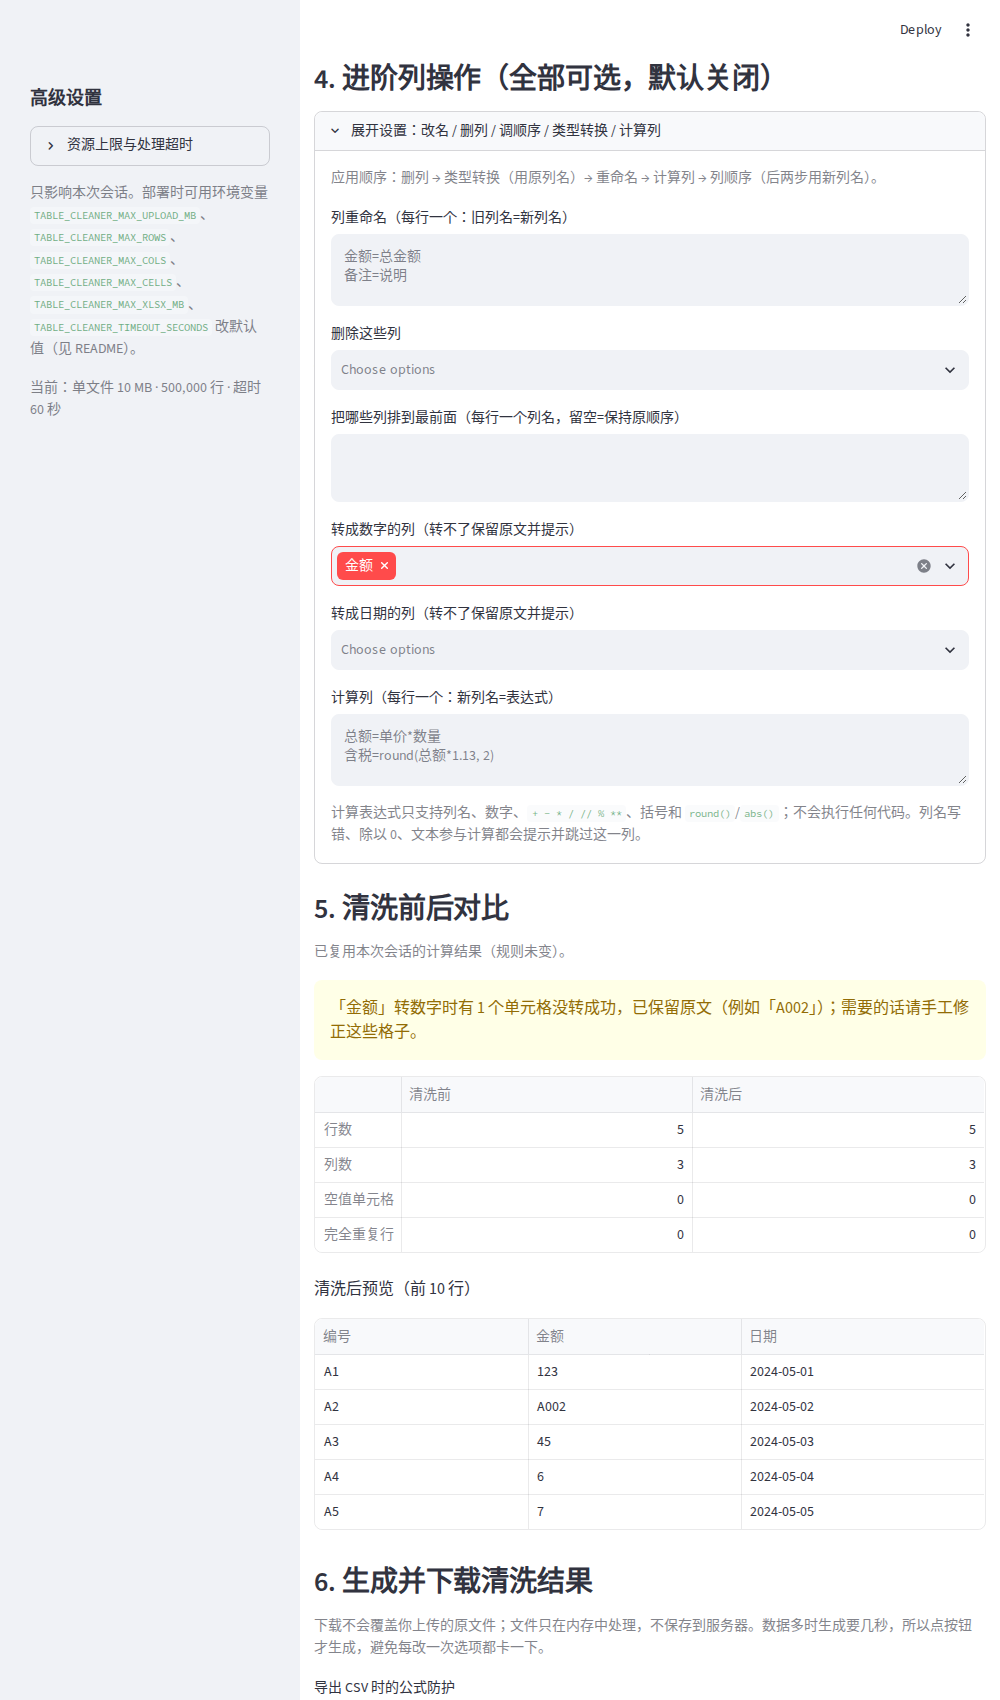 Deploy
高级设置
资源上限与处理超时
只影响本次会话。部署时可用环境变量
TABLE_CLEANER_MAX_UPLOAD_MB、
TABLE_CLEANER_MAX_ROWS、
TABLE_CLEANER_MAX_COLS、
TABLE_CLEANER_MAX_CELLS、
TABLE_CLEANER_MAX_XLSX_MB、
TABLE_CLEANER_TIMEOUT_SECONDS 改默认
值（见 README）。
当前：单文件 10 MB · 500,000 行 · 超时
60 秒
4. 进阶列操作（全部可选，默认关闭）
展开设置：改名 / 删列 / 调顺序 / 类型转换 / 计算列
应用顺序：删列 → 类型转换（用原列名）→ 重命名 → 计算列 → 列顺序（后两步用新列名）。
列重命名（每行一个：旧列名=新列名）
金额=总金额
备注=说明
删除这些列
Choose options
把哪些列排到最前面（每行一个列名，留空=保持原顺序）
转成数字的列（转不了保留原文并提示）
金额
转成日期的列（转不了保留原文并提示）
Choose options
计算列（每行一个：新列名=表达式）
总额=单价*数量
含税=round(总额*1.13, 2)
计算表达式只支持列名、数字、 + - * / // % ** 、括号和 round() / abs() ；不会执行任何代码。列名写
错、除以 0、文本参与计算都会提示并跳过这一列。
5. 清洗前后对比
已复用本次会话的计算结果（规则未变）。
「金额」转数字时有 1 个单元格没转成功，已保留原文（例如「A002」）；需要的话请手工修
正这些格子。
清洗前 清洗后
行数 5 5
列数 3 3
空值单元格 0 0
完全重复行 0 0
清洗后预览（前 10 行）
编号 金额 日期
A1 123 2024-05-01
A2 A002 2024-05-02
A3 45 2024-05-03
A4 6 2024-05-04
A5 7 2024-05-05
6. 生成并下载清洗结果
下载不会覆盖你上传的原文件；文件只在内存中处理，不保存到服务器。数据多时生成要几秒，所以点按钮
才生成，避免每改一次选项都卡一下。
导出 CSV 时的公式防护